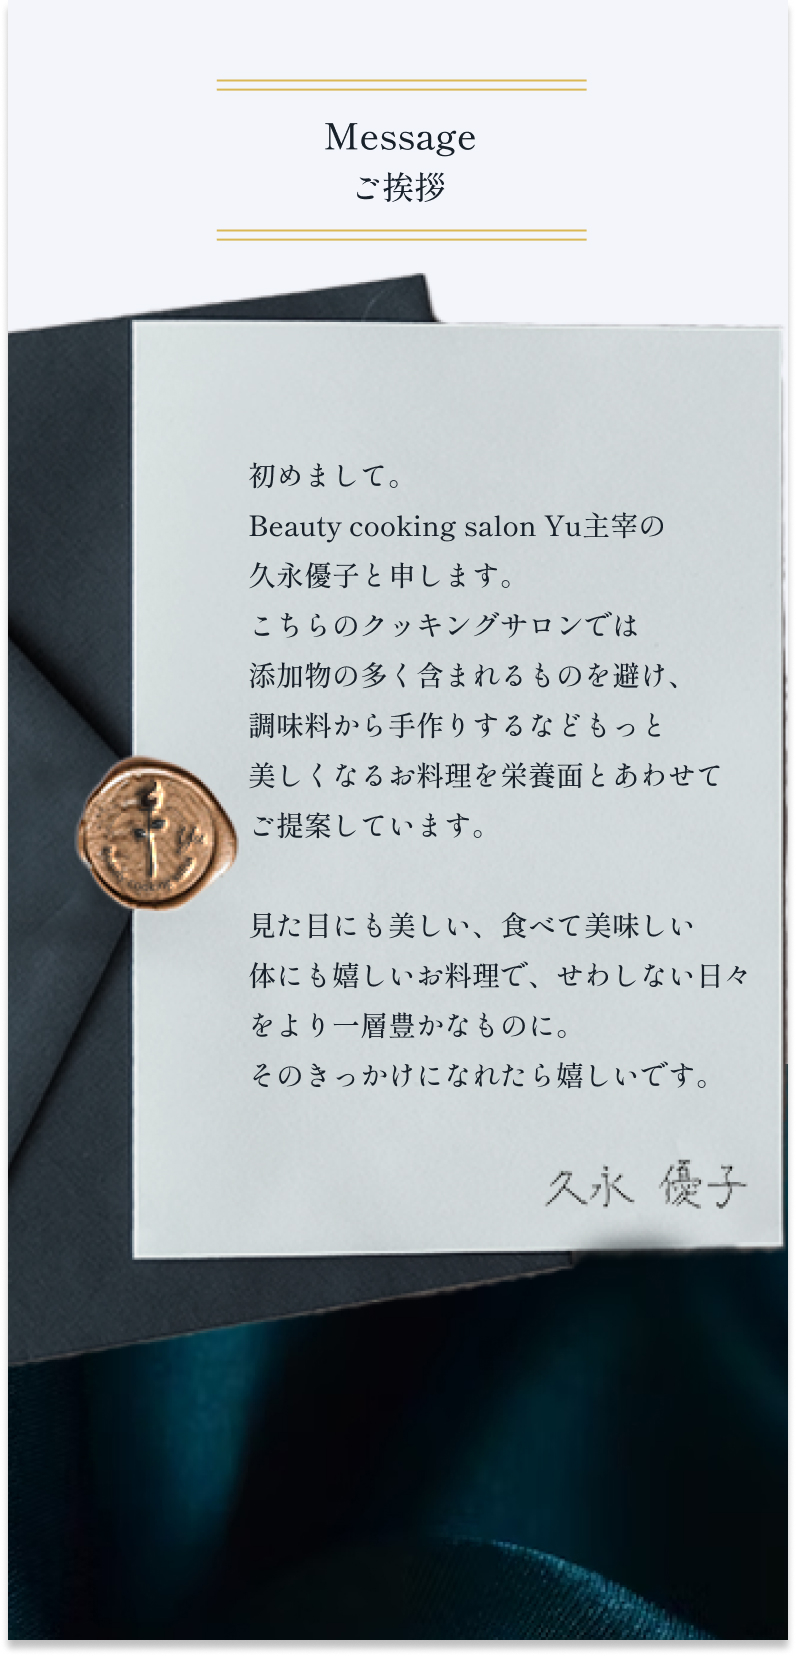 Message
ご挨拶
初めまして。
Beauty cooking salon Yu主宰の
久永優子と申します。
こちらのクッキングサロンでは
添加物の多く含まれるものを避け、
調味料から手作りするなどもっと
美しくなるお料理を栄養面とあわせて
ご提案しています。
見た目にも美しい、食べて美味しい
体にも嬉しいお料理で、せわしない日々
をより一層豊かなものに。
そのきっかけになれたら嬉しいです。
久永 優子
Yu